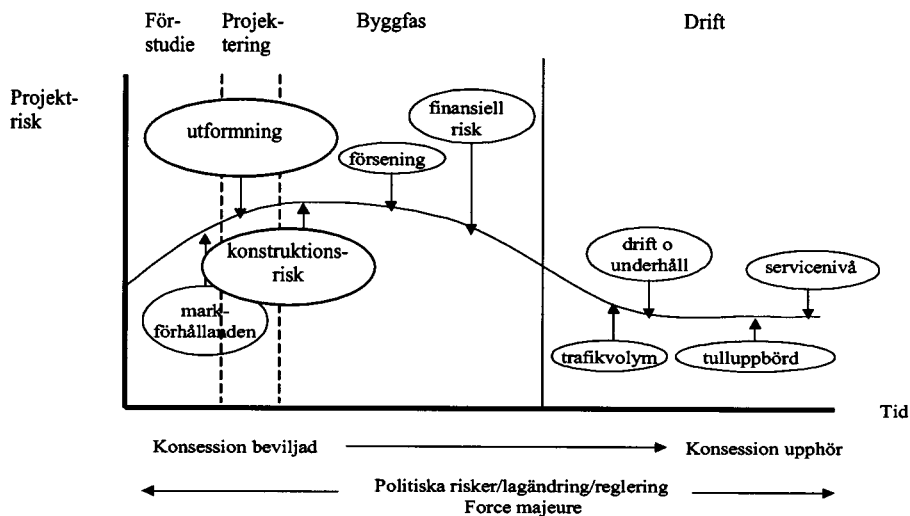 För-
studie
Projek-
tering
Byggfas
Drift
Projekt-
risk
utformning
finansiell
risk
försening
konstruktions-
risk
mark-
förhållanden
drift o
underhåll
servicenivå
trafikvolym
tulluppbörd
Tid
Konsession beviljad
Konsession upphör
Politiska risker/lagändring/reglering
Force majeure